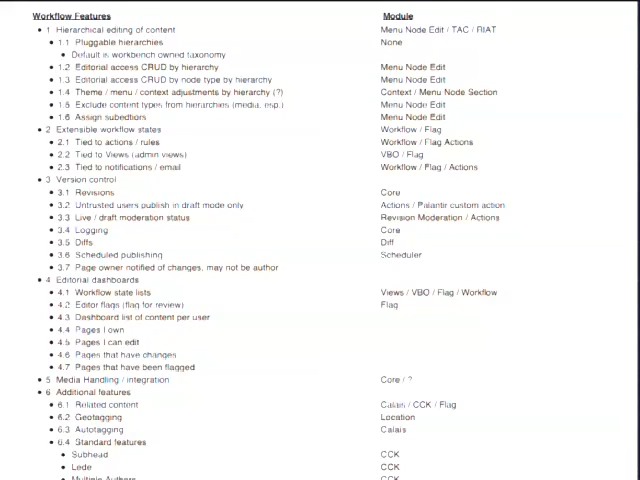 Workflow Features Module
• 1 Hierarchical editing of content Menu Node Edit / TAC / RIAT
• 1.1 Pluggable hierarchies None
• Default is workbench owned taxonomy
• 1.2 Editorial access CRUD by hierarchy Menu Node Edit
• 1.3 Editorial access CRUD by node type by hierarchy Menu Node Edit
• 1.4 Theme / menu / context adjustments by hierarchy (?) Context / Menu Node Section
• 1.5 Exclude content types from hierarchies (media, esp.) Menu Node Edit
• 1.6 Assign subeditors Menu Node Edit
• 2 Extensible workflow states Workflow / Flag
• 2.1 Tied to actions / rules Workflow / Flag Actions
• 2.2 Tied to Views (admin views) VBO / Flag
• 2.3 Tied to notifications / email Workflow / Flag / Actions
• 3 Version control
• 3.1 Revisions Core
• 3.2 Untrusted users publish in draft mode only Actions / Palantir custom action
• 3.3 Live / draft moderation status Revision Moderation / Actions
• 3.4 Logging Core
• 3.5 Diffs Diff
• 3.6 Scheduled publishing Scheduler
• 3.7 Page owner notified of changes, may not be author
• 4 Editorial dashboards
• 4.1 Workflow state lists Views / VBO / Flag / Workflow
• 4.2 Editor flags (flag for review) Flag
• 4.3 Dashboard list of content per user
• 4.4 Pages I own
• 4.5 Pages I can edit
• 4.6 Pages that have changes
• 4.7 Pages that have been flagged
• 5 Media Handling / integration Core / ?
• 6 Additional features
• 6.1 Related content Calais / CCK / Flag
• 6.2 Geotagging Location
• 6.3 Autotagging Calais
• 6.4 Standard features
• Subhead CCK
• Lede CCK
• Multiple Authors CCK